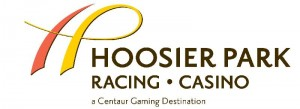 HOOSIER PARK
RACING • CASINO
a Centaur Gaming Destination